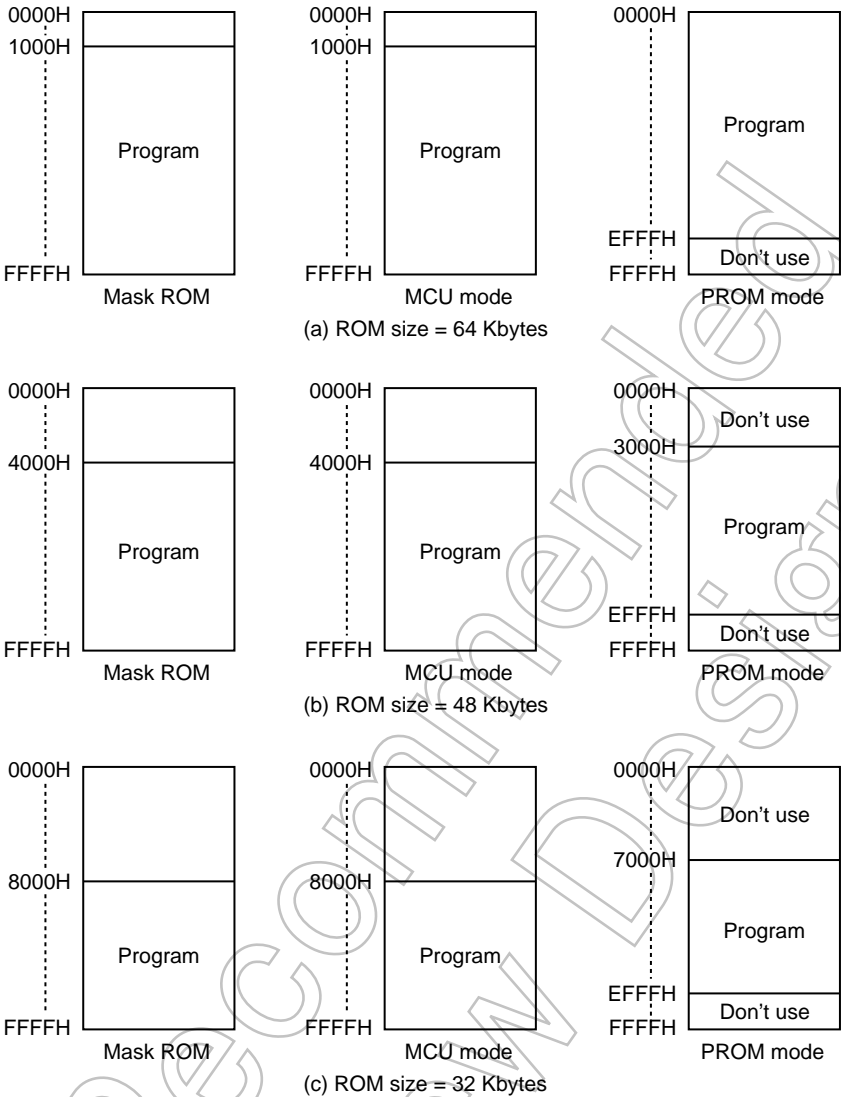 0000H 0000H 0000H
1000H 1000H
Program Program Program
EFFFH
Don't use
FFFFH FFFFH FFFFH
Mask ROM MCU mode PROM mode
(a) ROM size = 64 Kbytes
0000H 0000H 0000H
Don't use
3000H
4000H 4000H
Program Program Program
EFFFH
Don't use
FFFFH FFFFH FFFFH
Mask ROM MCU mode PROM mode
(b) ROM size = 48 Kbytes
0000H 0000H 0000H
Don't use
7000H
8000H 8000H
Program Program Program
EFFFH
Don't use
FFFFH FFFFH FFFFH
Mask ROM MCU mode PROM mode
(c) ROM size = 32 Kbytes